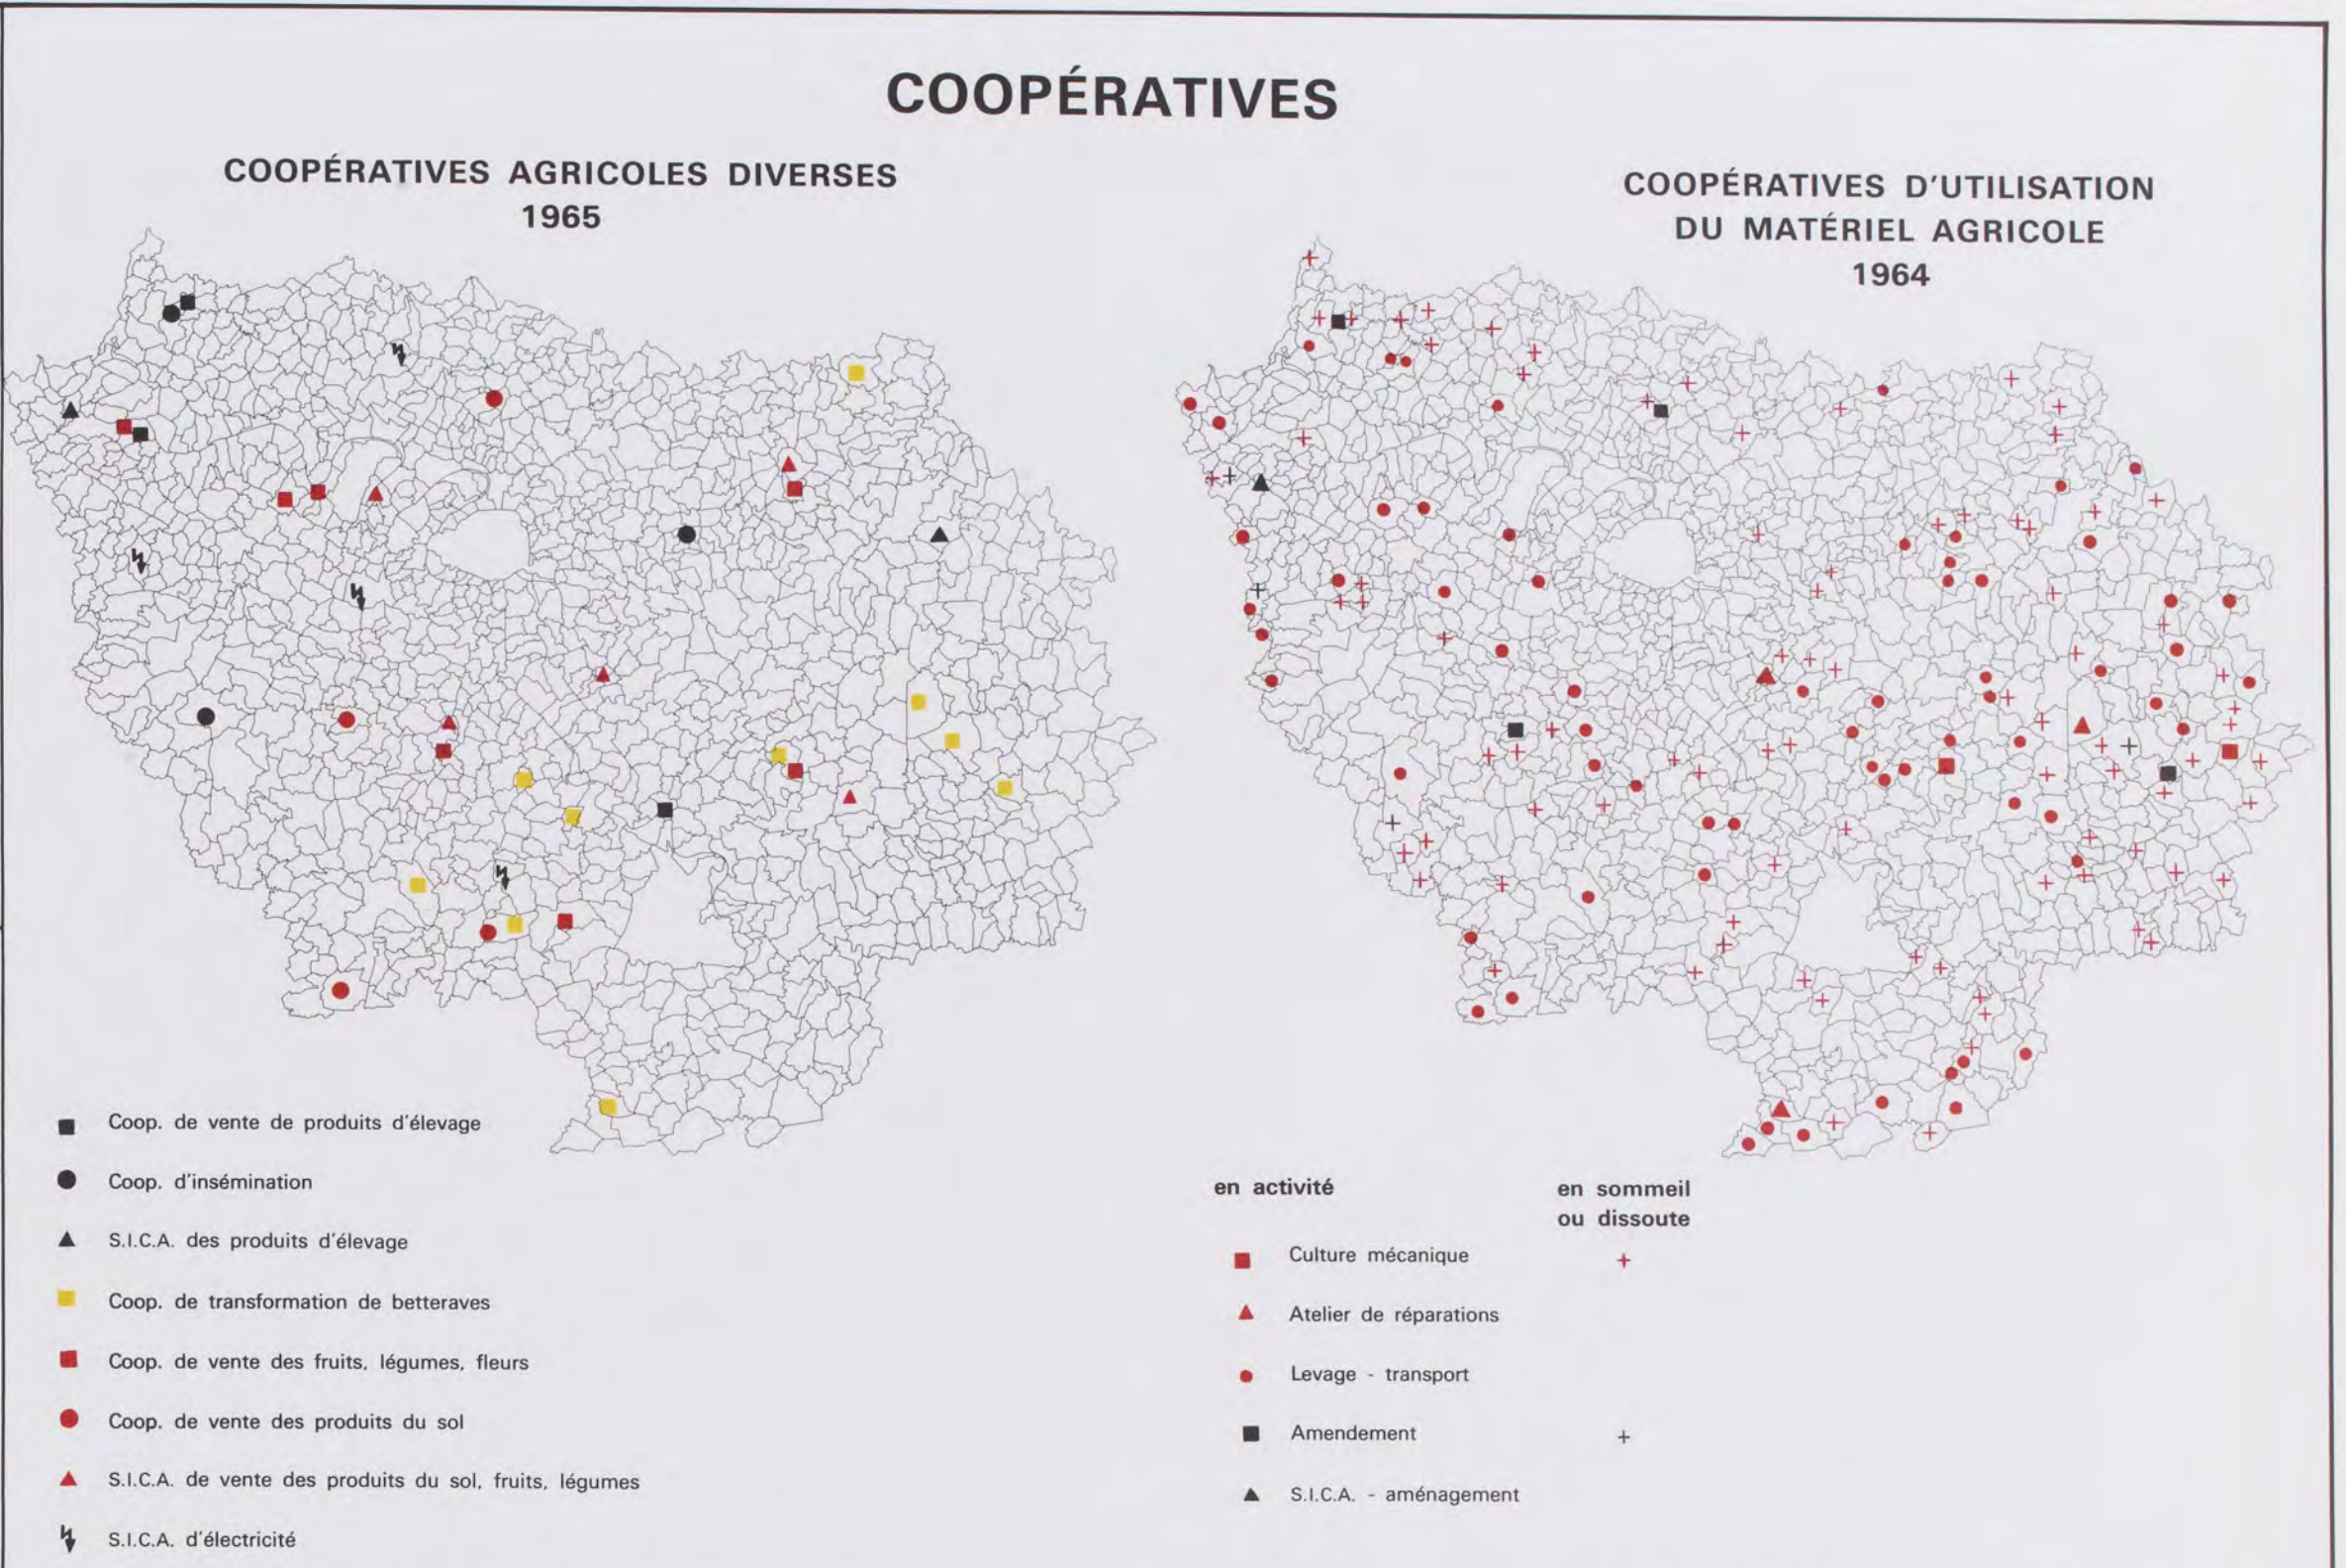 COOPÉRATIVES
COOPÉRATIVES AGRICOLES DIVERSES
1965
COOPÉRATIVES D'UTILISATION
DU MATÉRIEL AGRICOLE
1964
Coop. de vente de produits d'élevage
Coop. d'insémination
S.I.C.A. des produits d'élevage
Coop. de transformation de betteraves
Coop. de vente des fruits, légumes, fleurs
Coop. de vente des produits du sol
S.I.C.A. de vente des produits du sol, fruits, légumes
S.I.C.A. d'électricité
en activité
en sommeil
ou dissoute
Culture mécanique
Atelier de réparations
Levage - transport
Amendement
S.I.C.A. - aménagement